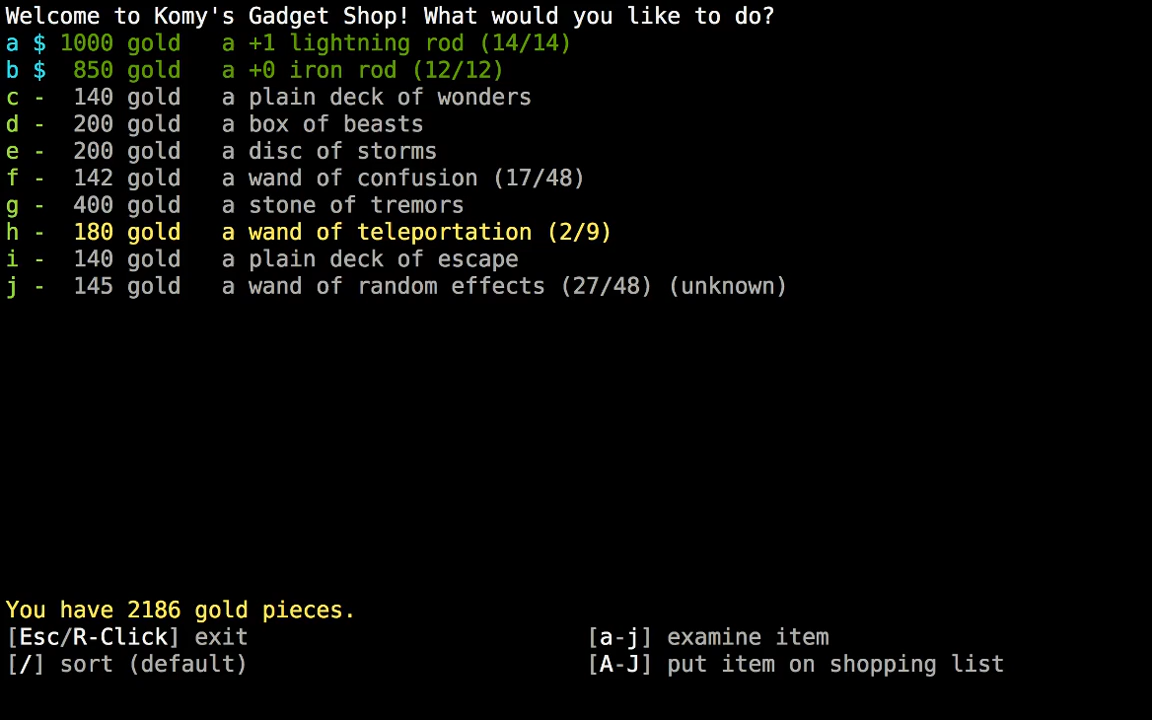 Welcome to Komy's Gadget Shop! What would you like to do?
a $ 1000 gold a +1 lightning rod (14/14)
b $ 850 gold a +0 iron rod (12/12)
c - 140 gold a plain deck of wonders
d - 200 gold a box of beasts
e - 200 gold a disc of storms
f - 142 gold a wand of confusion (17/48)
g - 400 gold a stone of tremors
h - 180 gold a wand of teleportation (2/9)
i - 140 gold a plain deck of escape
j - 145 gold a wand of random effects (27/48) (unknown)
You have 2186 gold pieces.
[Esc/R-Click] exit [a-j] examine item
[/] sort (default) [A-J] put item on shopping list